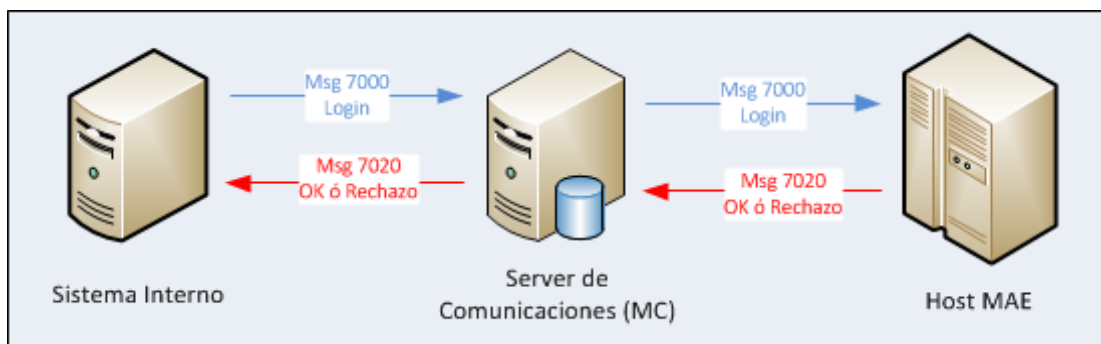 Msg 7000
Login
Msg 7000
Login
Msg 7020
OK ó Rechazo
Msg 7020
OK ó Rechazo
Sistema Interno
Server de
Comunicaciones (MC)
Host MAE